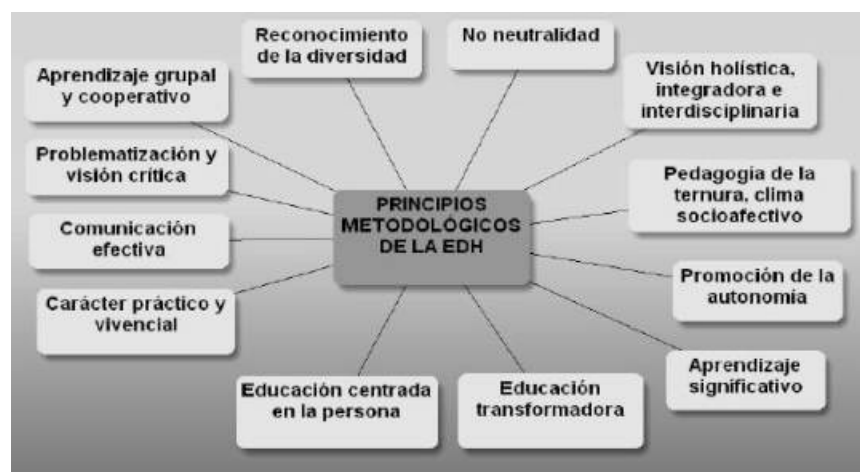 Reconocimiento
de la diversidad
No neutralidad
Aprendizaje grupal
y cooperativo
Visión holística,
integradora e
interdisciplinaria
Problematización y
visión crítica
PRINCIPIOS
METODOLÓGICOS
DE LA EDH
Pedagogía de la
ternura, clima
socioafectivo
Comunicación
efectiva
Promoción de la
autonomía
Carácter práctico y
vivencial
Educación centrada
en la persona
Educación
transformadora
Aprendizaje
significativo